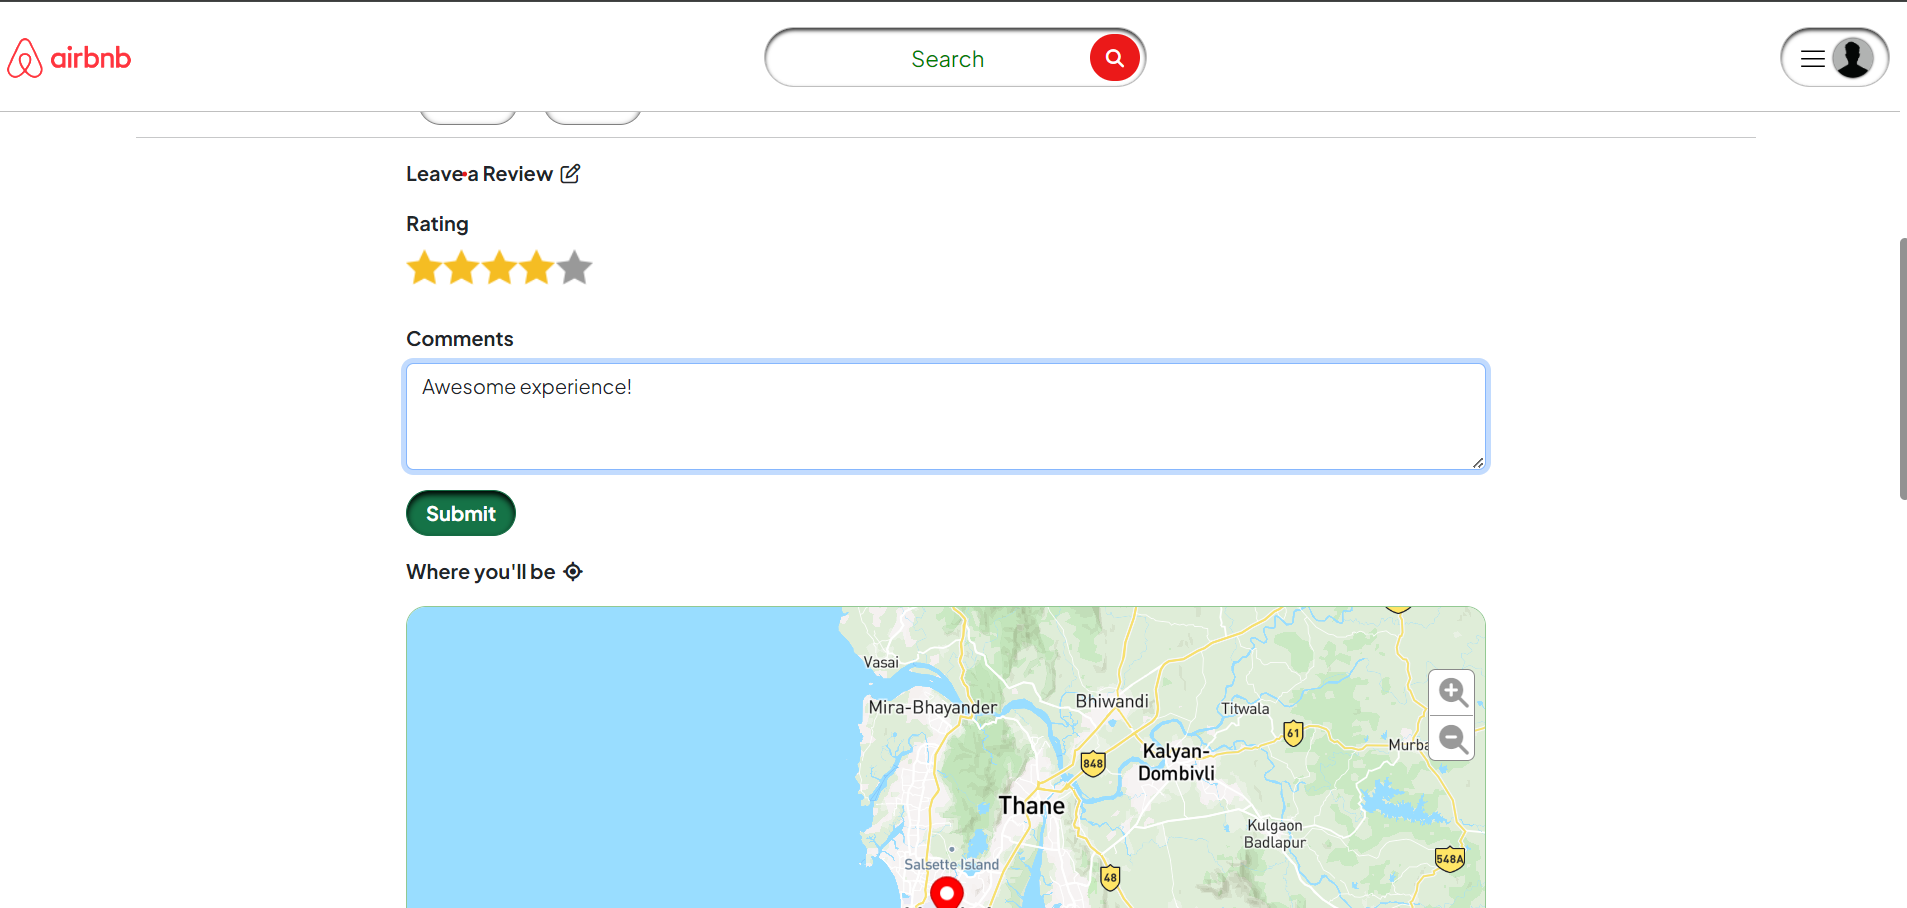 airbnb
Search
Leave a Review
Rating
Comments
Awesome experience!
Submit
Where you'll be
Vasai
Mira-Bhayander
Bhiwandi
Titwala
61
Murba
848
Kalyan-
Dombivli
Thane
Kulgaon
Badlapur
548A
Salsette Island
48